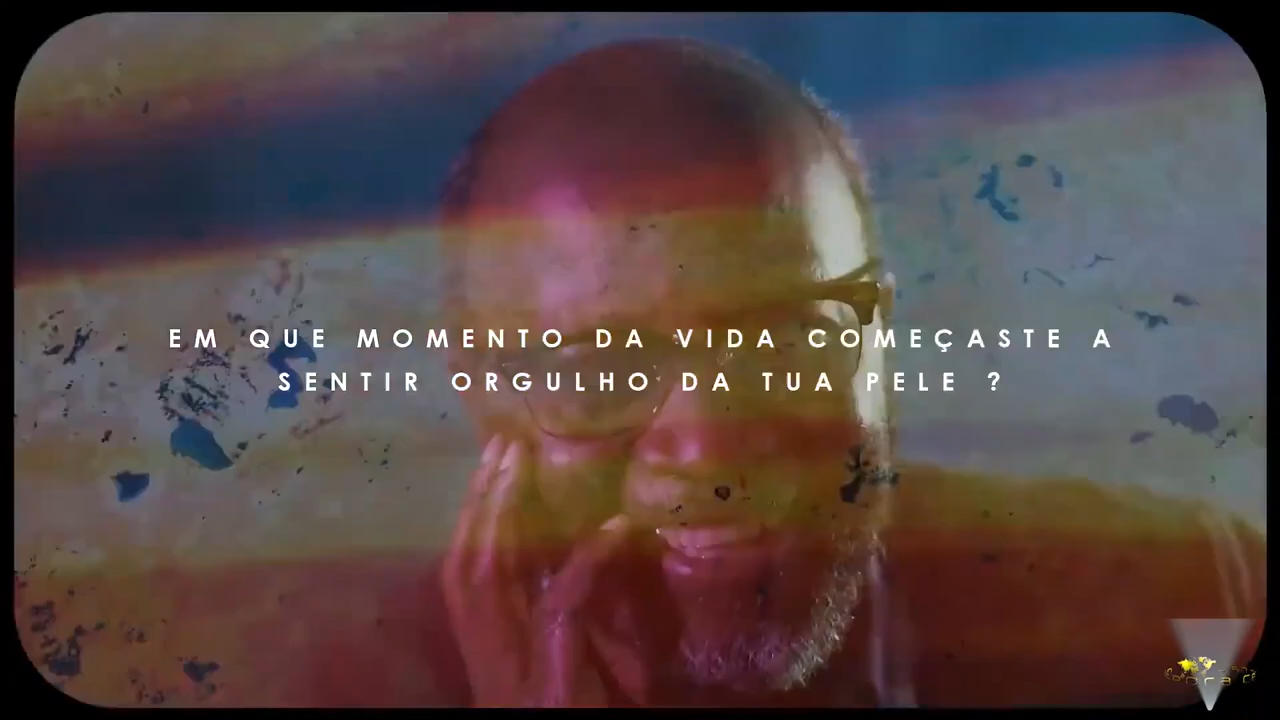 EM QUE MOMENTO DA VIDA COMEÇASTE A
SENTIR ORGULHO DA TUA PELE ?